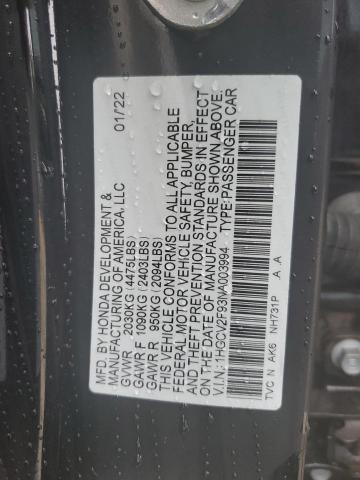 MFD. BY HONDA DEVELOPMENT & 01/22
MANUFACTURING OF AMERICA, LLC
GVWR 2030KG (4475LBS)
GAWR F 1090KG (2403LBS)
GAWR R 950KG (2094LBS)
THIS VEHICLE CONFORMS TO ALL APPLICABLE
FEDERAL MOTOR VEHICLE SAFETY, BUMPER,
AND THEFT PREVENTION STANDARDS IN EFFECT
ON THE DATE OF MANUFACTURE SHOWN ABOVE.
V.I.N.: 1HGCV2F93NA003994 TYPE: PASSENGER CAR
TVC N AK6 NH731P A A